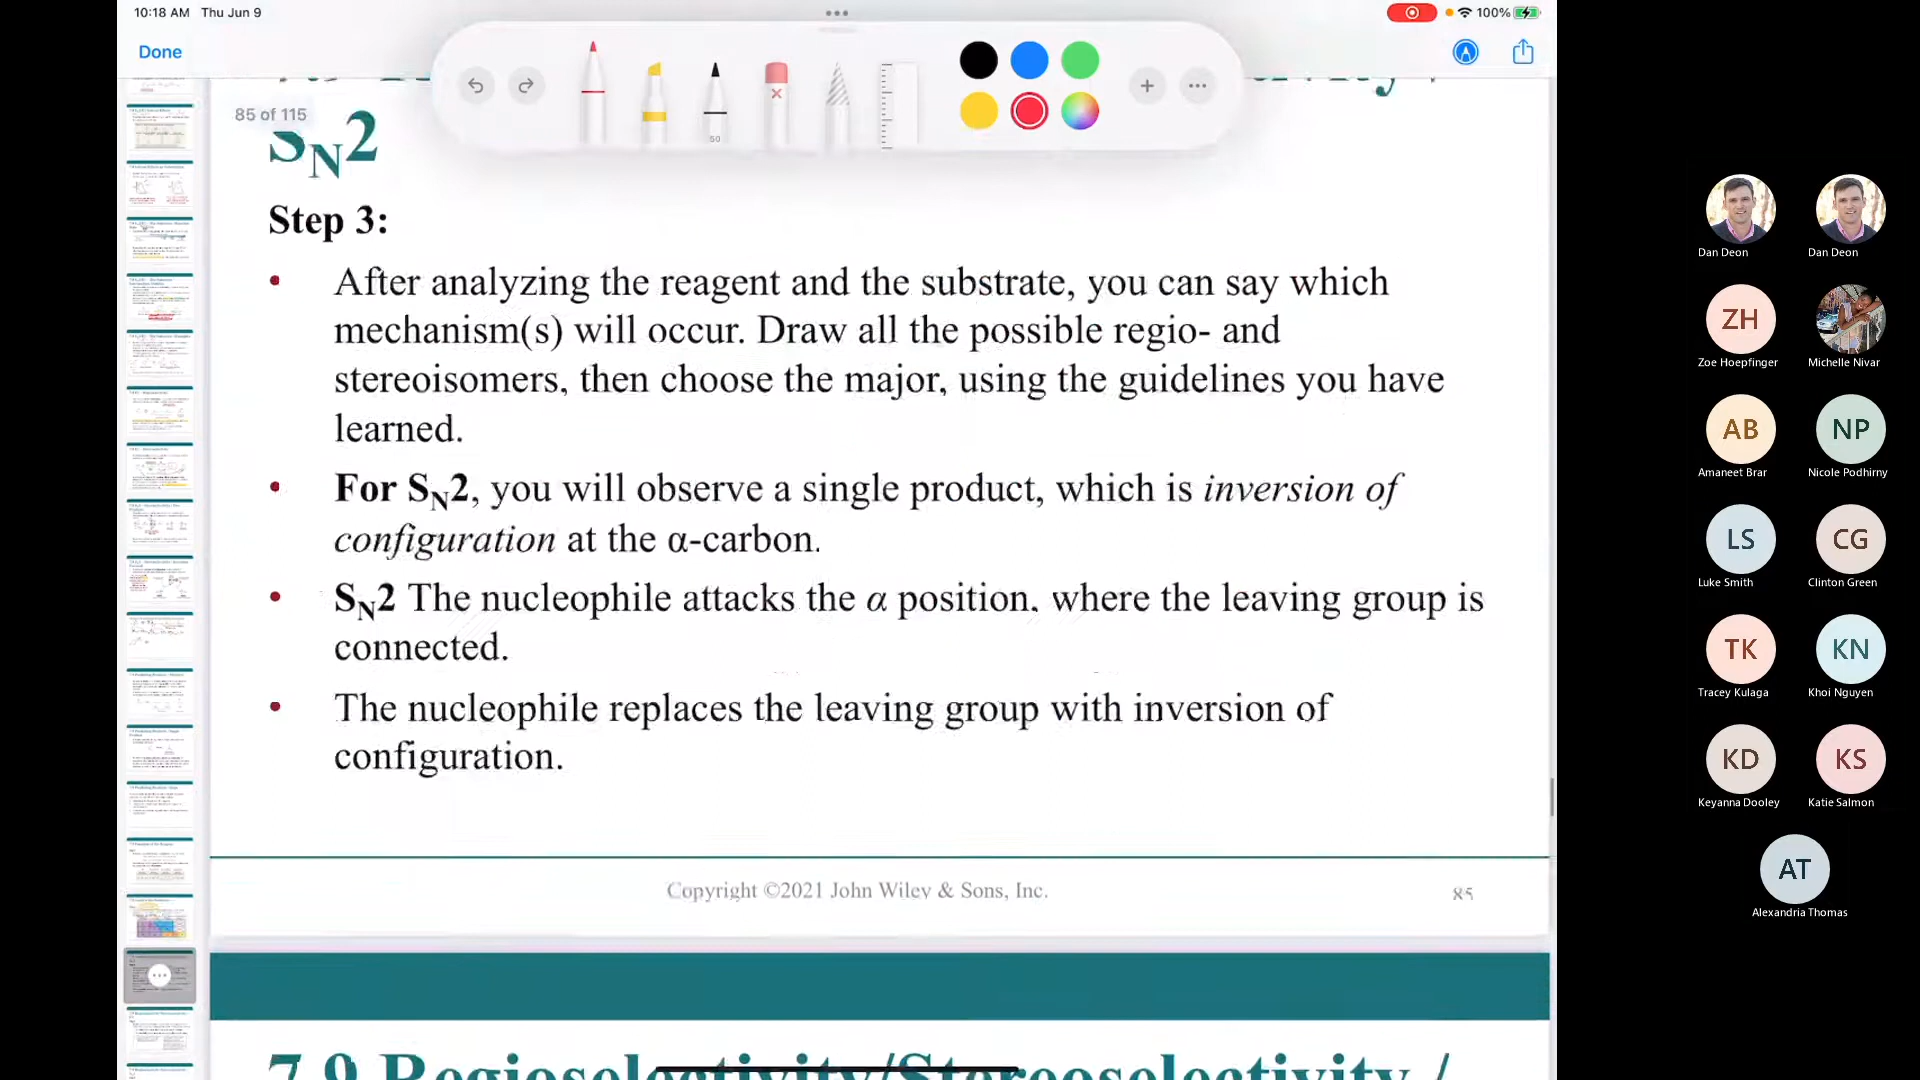 10:18 AM Thu Jun 9
100%
Done
85 of 115
50
SN2
Step 3:
• After analyzing the reagent and the substrate, you can say which
mechanism(s) will occur. Draw all the possible regio- and
stereoisomers, then choose the major, using the guidelines you have
learned.
• For SN2, you will observe a single product, which is inversion of
configuration at the α-carbon.
• SN2 The nucleophile attacks the α position, where the leaving group is
connected.
• The nucleophile replaces the leaving group with inversion of
configuration.
Copyright ©2021 John Wiley & Sons, Inc.
85
7.9 Regioselectivity/Stereoselectivity /
Dan Deon
Dan Deon
ZH
Zoe Hoepfinger
Michelle Nivar
AB
Amaneet Brar
NP
Nicole Podhirny
LS
Luke Smith
CG
Clinton Green
TK
Tracey Kulaga
KN
Khoi Nguyen
KD
Keyanna Dooley
KS
Katie Salmon
AT
Alexandria Thomas